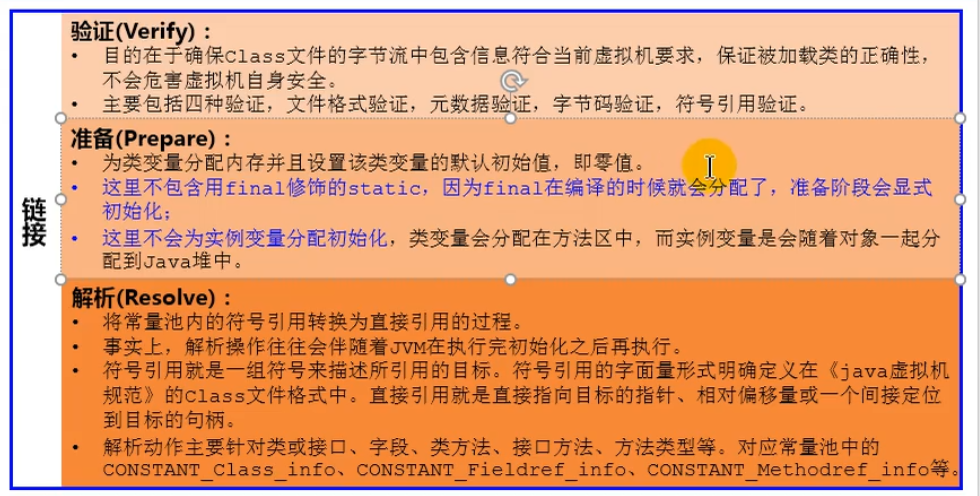 链接
验证(Verify)：
• 目的在于确保Class文件的字节流中包含信息符合当前虚拟机要求，保证被加载类的正确性，
不会危害虚拟机自身安全。
• 主要包括四种验证，文件格式验证，元数据验证，字节码验证，符号引用验证。
准备(Prepare)：
• 为类变量分配内存并且设置该类变量的默认初始值，即零值。
• 这里不包含用final修饰的static，因为final在编译的时候就会分配了，准备阶段会显式
初始化；
• 这里不会为实例变量分配初始化，类变量会分配在方法区中，而实例变量是会随着对象一起分
配到Java堆中。
解析(Resolve)：
• 将常量池内的符号引用转换为直接引用的过程。
• 事实上，解析操作往往会伴随着JVM在执行完初始化之后再执行。
• 符号引用就是一组符号来描述所引用的目标。符号引用的字面量形式明确定义在《java虚拟机
规范》的Class文件格式中。直接引用就是直接指向目标的指针、相对偏移量或一个间接定位
到目标的句柄。
• 解析动作主要针对类或接口、字段、类方法、接口方法、方法类型等。对应常量池中的
CONSTANT_Class_info、CONSTANT_Fieldref_info、CONSTANT_Methodref_info等。